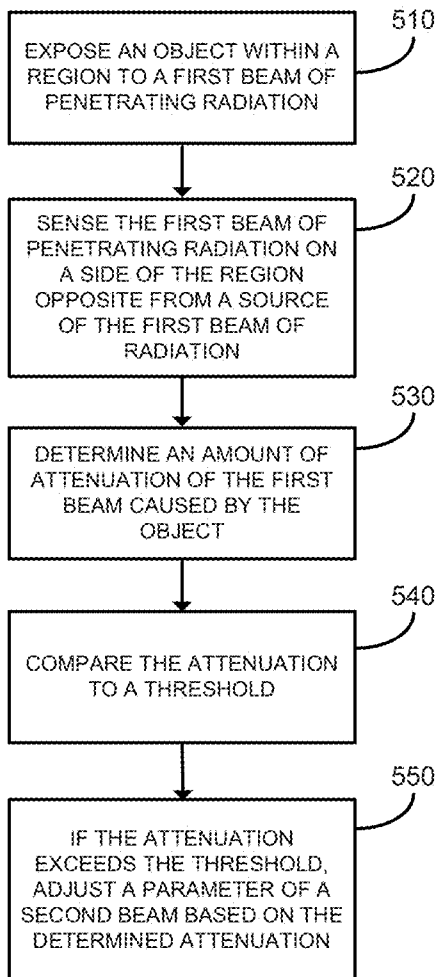 510
EXPOSE AN OBJECT WITHIN A
REGION TO A FIRST BEAM OF
PENETRATING RADIATION
520
SENSE THE FIRST BEAM OF
PENETRATING RADIATION ON
A SIDE OF THE REGION
OPPOSITE FROM A SOURCE
OF THE FIRST BEAM OF
RADIATION
530
DETERMINE AN AMOUNT OF
ATTENUATION OF THE FIRST
BEAM CAUSED BY THE
OBJECT
540
COMPARE THE ATTENUATION
TO A THRESHOLD
550
IF THE ATTENUATION
EXCEEDS THE THRESHOLD,
ADJUST A PARAMETER OF A
SECOND BEAM BASED ON THE
DETERMINED ATTENUATION